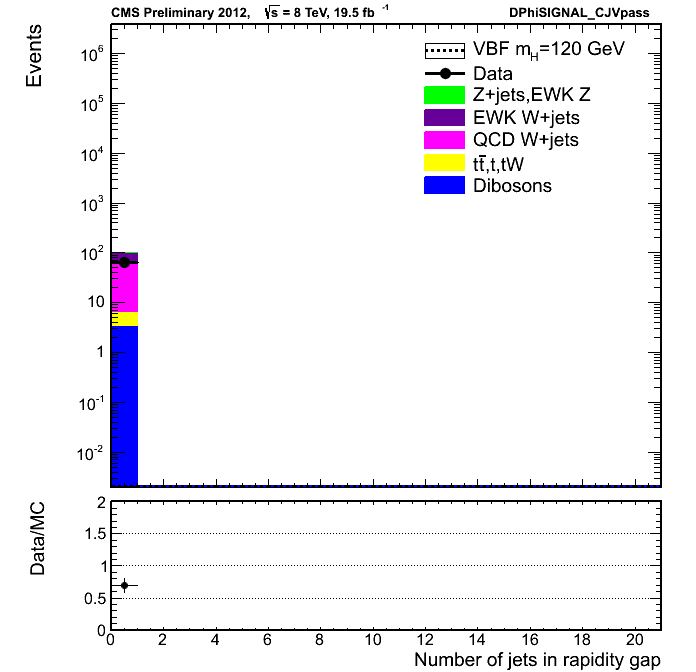 CMS Preliminary 2012, √s = 8 TeV, 19.5 fb⁻¹ DPhiSIGNAL_CJVpass
Events
10⁶
10⁵
10⁴
10³
10²
10
1
10⁻¹
10⁻²
VBF m_H=120 GeV
Data
Z+jets,EWK Z
EWK W+jets
QCD W+jets
tt̄,t,tW
Dibosons
Data/MC
2
1.5
1
0.5
0
0 2 4 6 8 10 12 14 16 18 20
Number of jets in rapidity gap